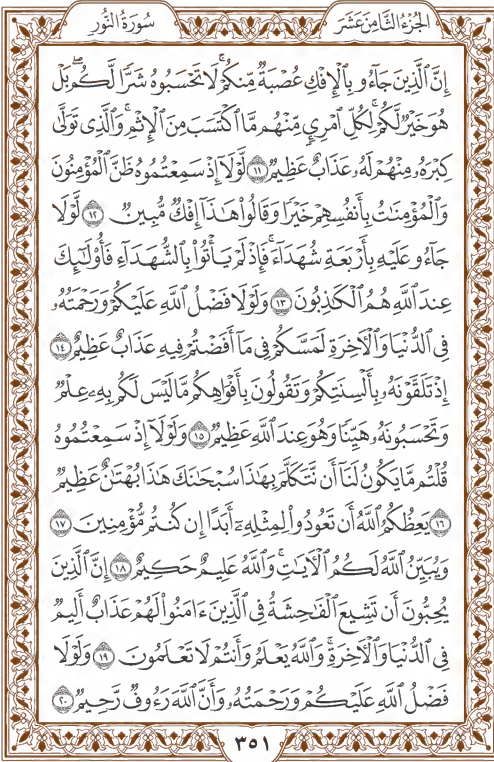 الجزء الثامن عشر
سورة النور
إِنَّ ٱلَّذِينَ جَآءُو بِٱلْإِفْكِ عُصْبَةٌ مِّنكُمْ ۚ لَا تَحْسَبُوهُ شَرًّا لَّكُم ۖ بَلْ
هُوَ خَيْرٌ لَّكُمْ ۚ لِكُلِّ ٱمْرِئٍ مِّنْهُم مَّا ٱكْتَسَبَ مِنَ ٱلْإِثْمِ ۚ وَٱلَّذِى تَوَلَّىٰ
كِبْرَهُۥ مِنْهُمْ لَهُۥ عَذَابٌ عَظِيمٌ ١١ لَّوْلَآ إِذْ سَمِعْتُمُوهُ ظَنَّ ٱلْمُؤْمِنُونَ
وَٱلْمُؤْمِنَٰتُ بِأَنفُسِهِمْ خَيْرًا وَقَالُوا۟ هَٰذَآ إِفْكٌ مُّبِينٌ ١٢ لَّوْلَا
جَآءُو عَلَيْهِ بِأَرْبَعَةِ شُهَدَآءَ ۚ فَإِذْ لَمْ يَأْتُوا۟ بِٱلشُّهَدَآءِ فَأُو۟لَٰٓئِكَ
عِندَ ٱللَّهِ هُمُ ٱلْكَٰذِبُونَ ١٣ وَلَوْلَا فَضْلُ ٱللَّهِ عَلَيْكُمْ وَرَحْمَتُهُۥ
فِى ٱلدُّنْيَا وَٱلْءَاخِرَةِ لَمَسَّكُمْ فِى مَآ أَفَضْتُمْ فِيهِ عَذَابٌ عَظِيمٌ ١٤
إِذْ تَلَقَّوْنَهُۥ بِأَلْسِنَتِكُمْ وَتَقُولُونَ بِأَفْوَاهِكُم مَّا لَيْسَ لَكُم بِهِۦ عِلْمٌ
وَتَحْسَبُونَهُۥ هَيِّنًا وَهُوَ عِندَ ٱللَّهِ عَظِيمٌ ١٥ وَلَوْلَآ إِذْ سَمِعْتُمُوهُ
قُلْتُم مَّا يَكُونُ لَنَآ أَن نَّتَكَلَّمَ بِهَٰذَا سُبْحَٰنَكَ هَٰذَا بُهْتَٰنٌ عَظِيمٌ
١٦ يَعِظُكُمُ ٱللَّهُ أَن تَعُودُوا۟ لِمِثْلِهِۦٓ أَبَدًا إِن كُنتُم مُّؤْمِنِينَ ١٧
وَيُبَيِّنُ ٱللَّهُ لَكُمُ ٱلْءَايَٰتِ ۚ وَٱللَّهُ عَلِيمٌ حَكِيمٌ ١٨ إِنَّ ٱلَّذِينَ
يُحِبُّونَ أَن تَشِيعَ ٱلْفَٰحِشَةُ فِى ٱلَّذِينَ ءَامَنُوا۟ لَهُمْ عَذَابٌ أَلِيمٌ
فِى ٱلدُّنْيَا وَٱلْءَاخِرَةِ ۚ وَٱللَّهُ يَعْلَمُ وَأَنتُمْ لَا تَعْلَمُونَ ١٩ وَلَوْلَا
فَضْلُ ٱللَّهِ عَلَيْكُمْ وَرَحْمَتُهُۥ وَأَنَّ ٱللَّهَ رَءُوفٌ رَّحِيمٌ ٢٠
٣٥١